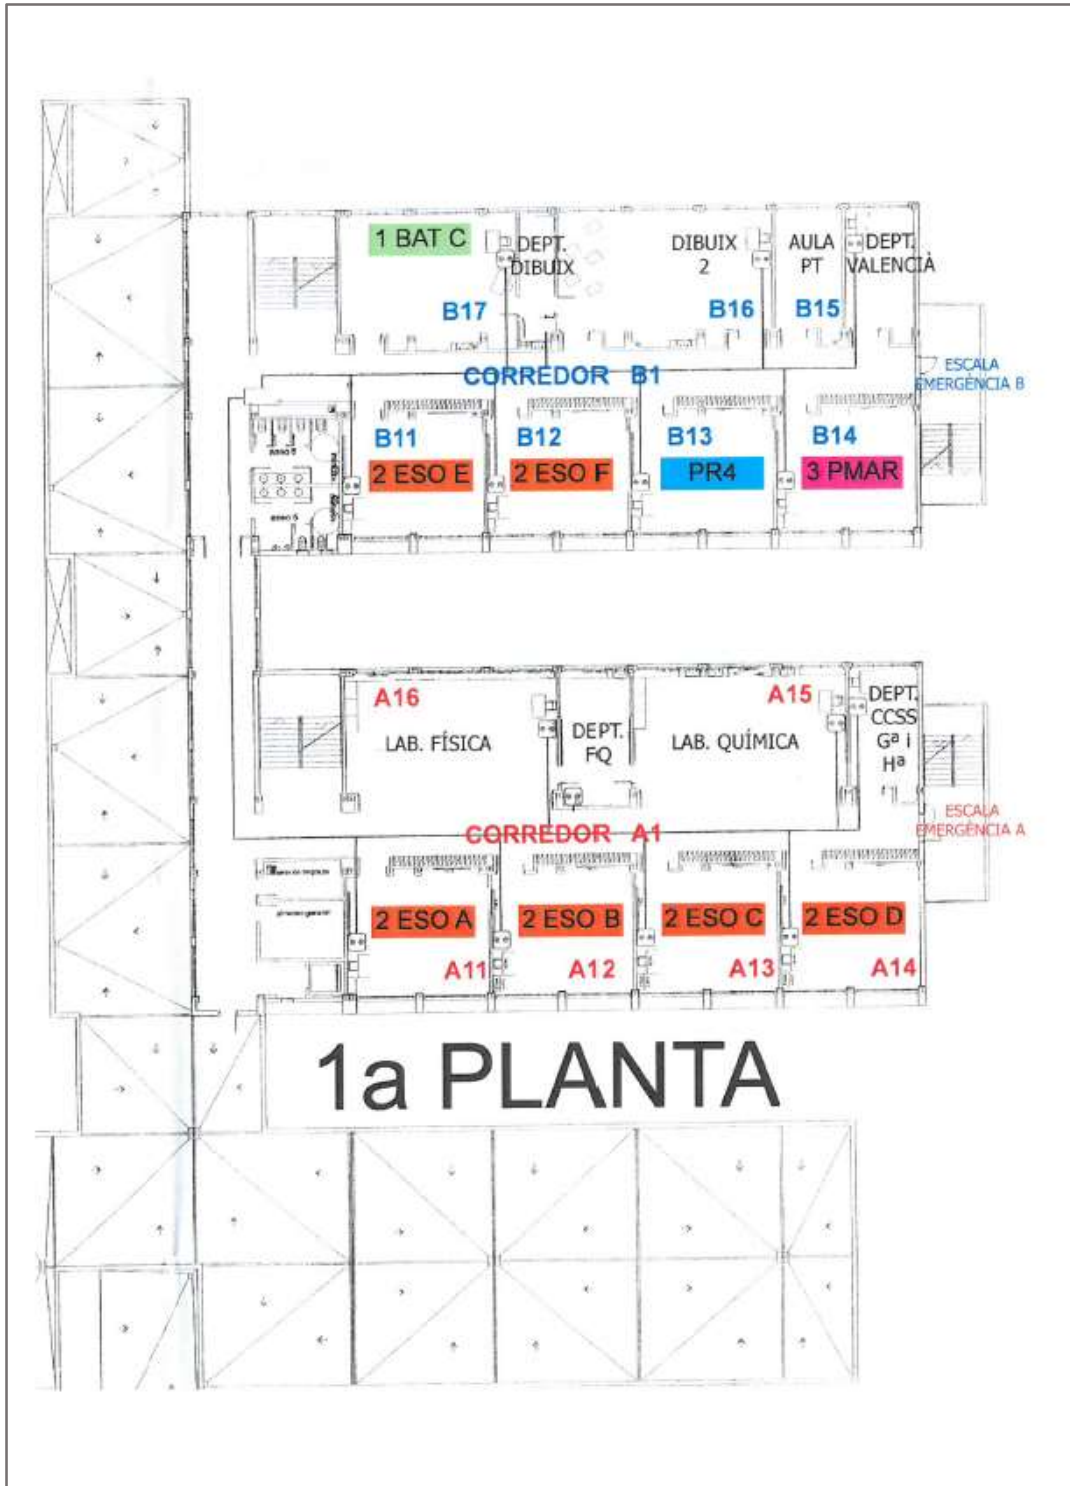 1 BAT C
DEPT.
DIBUIX
DIBUIX
2
AULA
PT
DEPT.
VALENCIÀ
B17
B16
B15
CORREDOR B1
ESCALA
EMERGÈNCIA B
B11
B12
B13
B14
2 ESO E
2 ESO F
PR4
3 PMAR
A16
LAB. FÍSICA
DEPT.
FQ
A15
LAB. QUÍMICA
DEPT.
CCSS
Gª i
Hª
CORREDOR A1
ESCALA
EMERGÈNCIA A
2 ESO A
2 ESO B
2 ESO C
2 ESO D
A11
A12
A13
A14
1a PLANTA